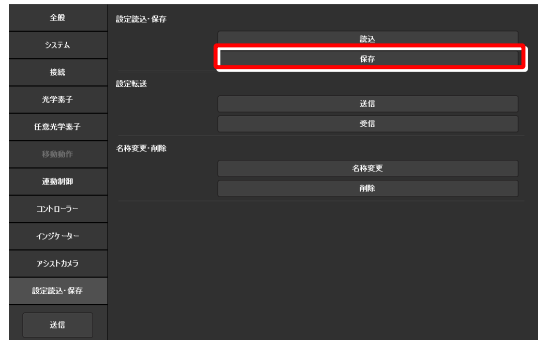 全般
システム
接続
光学素子
任意光学素子
移動動作
連動制御
コントローラー
インジケーター
アシストカメラ
設定読込・保存
送信
設定読込・保存
読込
保存
設定転送
送信
受信
名称変更・削除
名称変更
削除